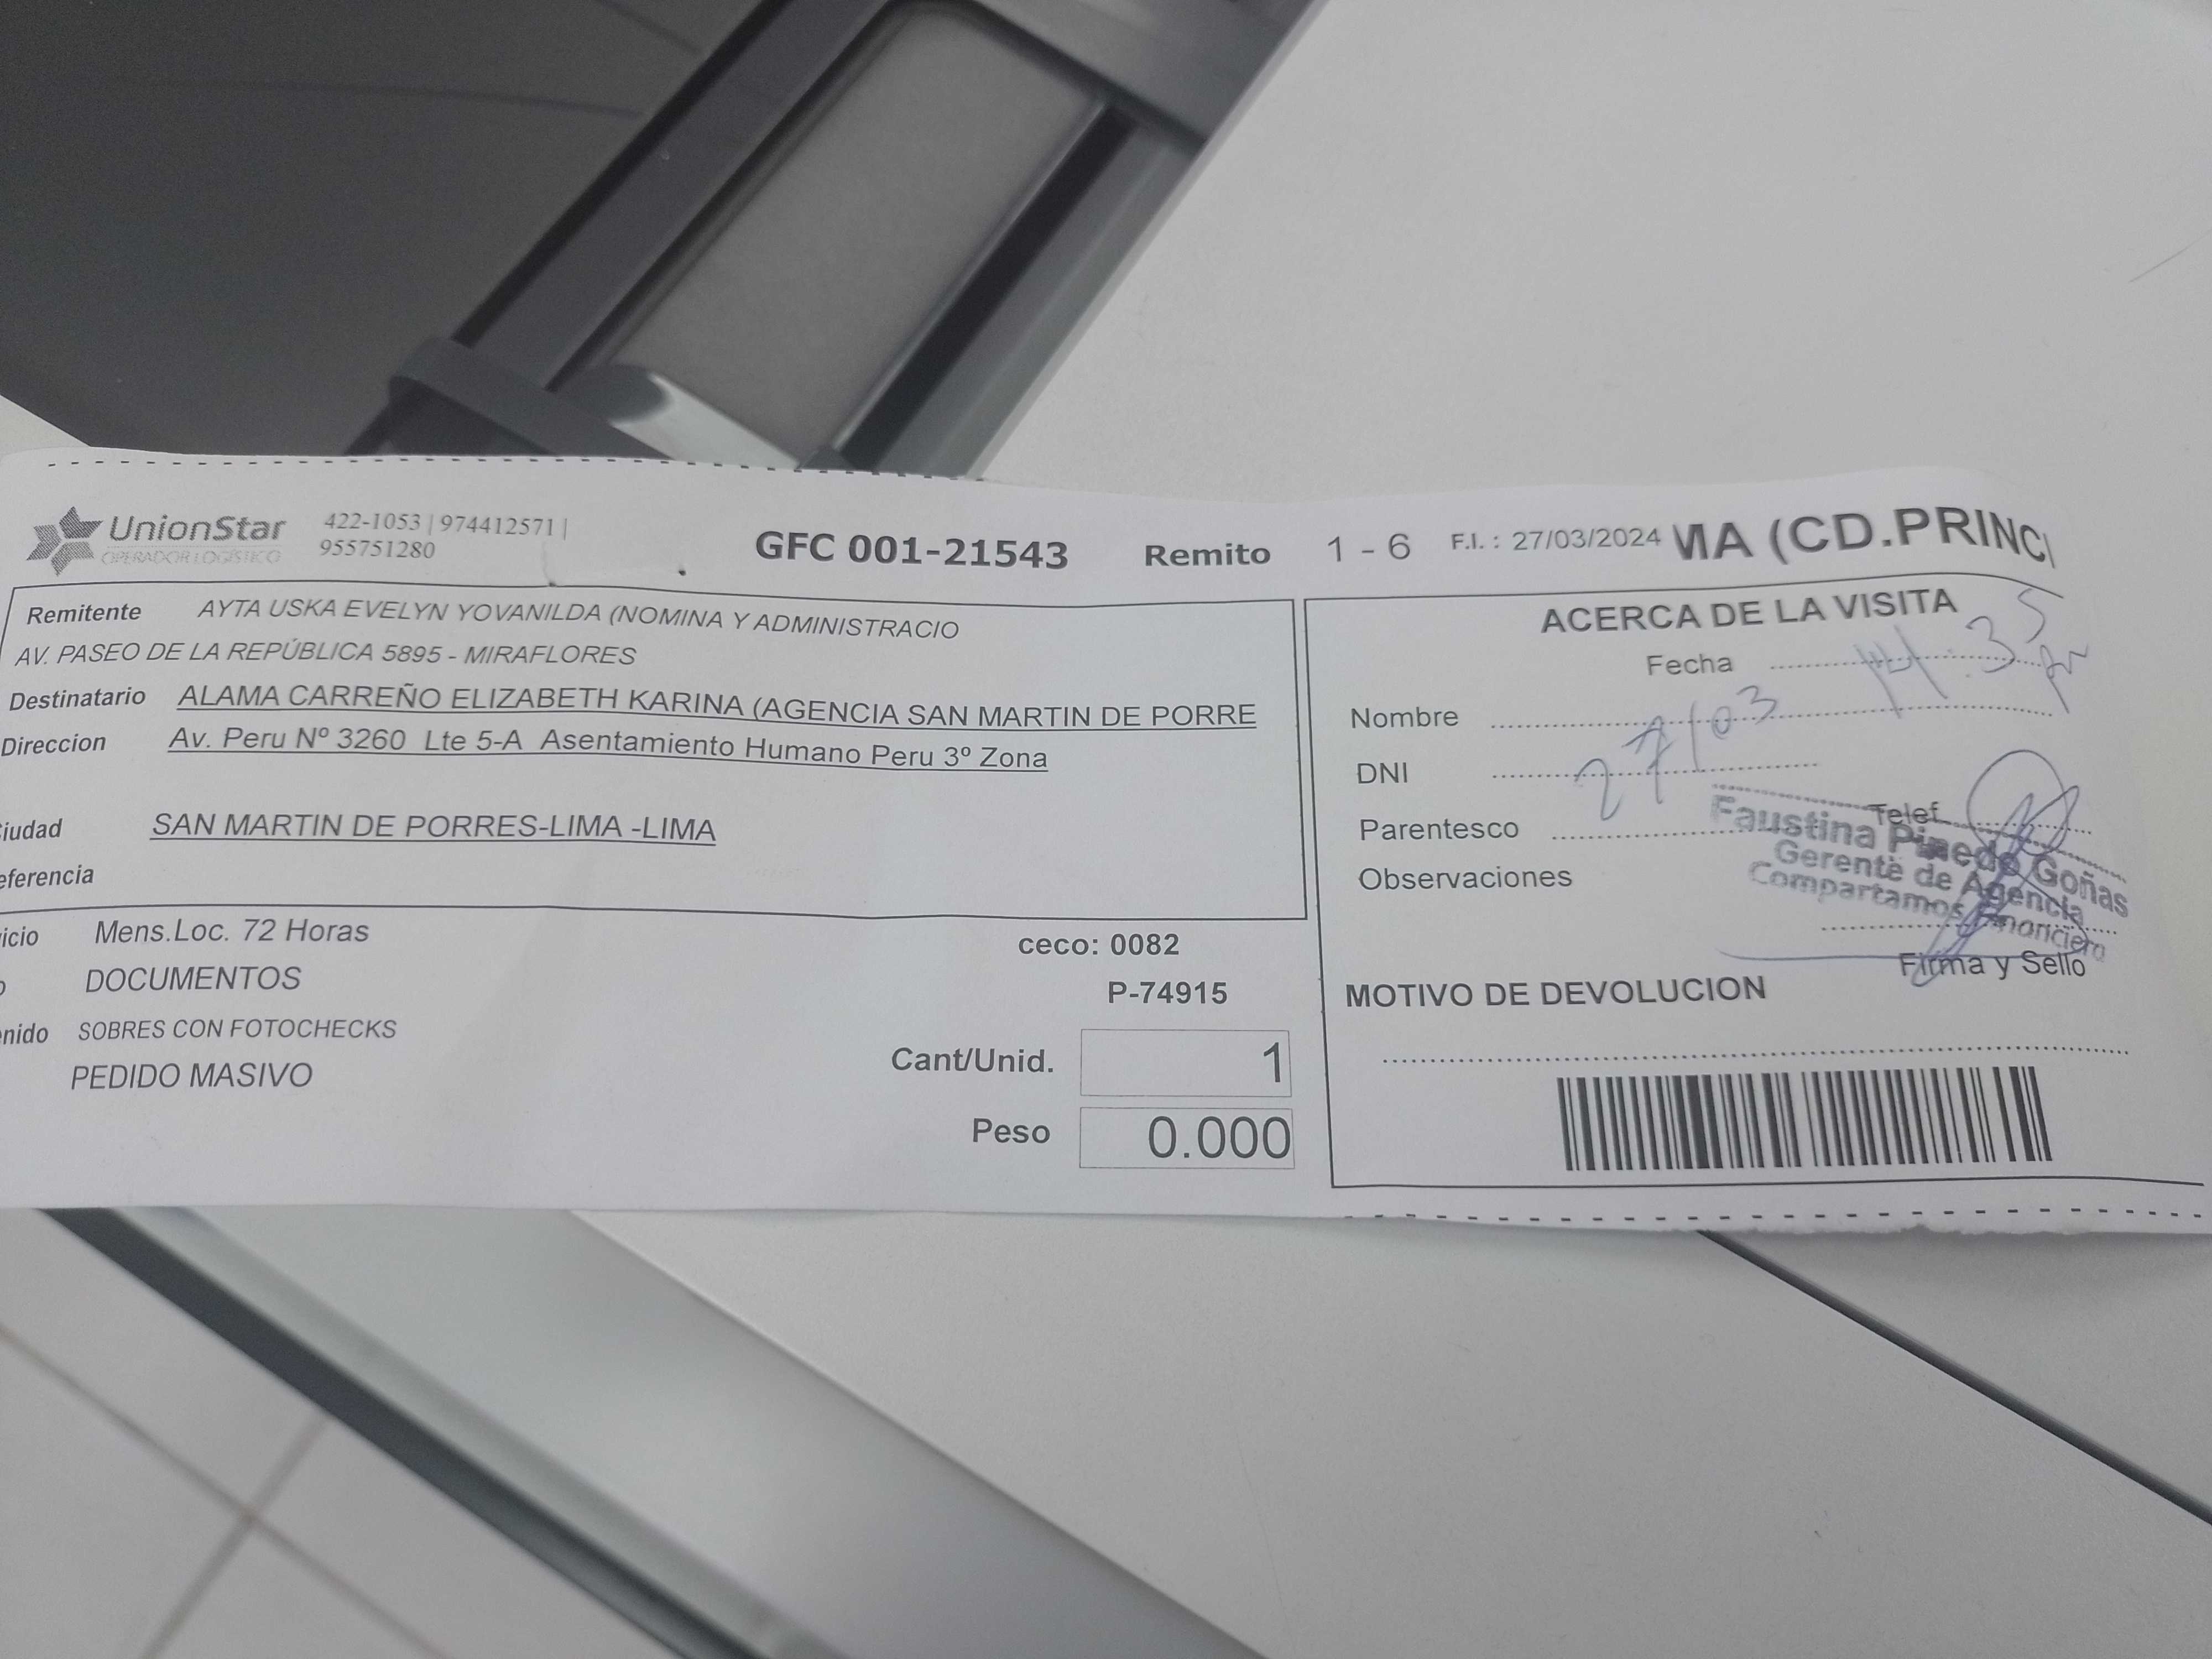 UnionStar
OPERADOR LOGÍSTICO
422-1053 | 974412571 |
955751280
GFC 001-21543
Remito 1 - 6
F.I. : 27/03/2024
MA (CD.PRINC
Remitente AYTA USKA EVELYN YOVANILDA (NOMINA Y ADMINISTRACIO
AV. PASEO DE LA REPÚBLICA 5895 - MIRAFLORES
Destinatario ALAMA CARREÑO ELIZABETH KARINA (AGENCIA SAN MARTIN DE PORRE
Direccion Av. Peru Nº 3260 Lte 5-A Asentamiento Humano Peru 3º Zona
iudad SAN MARTIN DE PORRES-LIMA -LIMA
eferencia
icio Mens.Loc. 72 Horas
o DOCUMENTOS
nido SOBRES CON FOTOCHECKS
PEDIDO MASIVO
ceco: 0082
P-74915
Cant/Unid. 1
Peso 0.000
ACERCA DE LA VISITA
Fecha 14:35
Nombre
27/03
DNI
Telef
Parentesco
Observaciones
Faustina Pinedo Goñas
Gerente de Agencia
Compartamos Financiera
Firma y Sello
MOTIVO DE DEVOLUCION